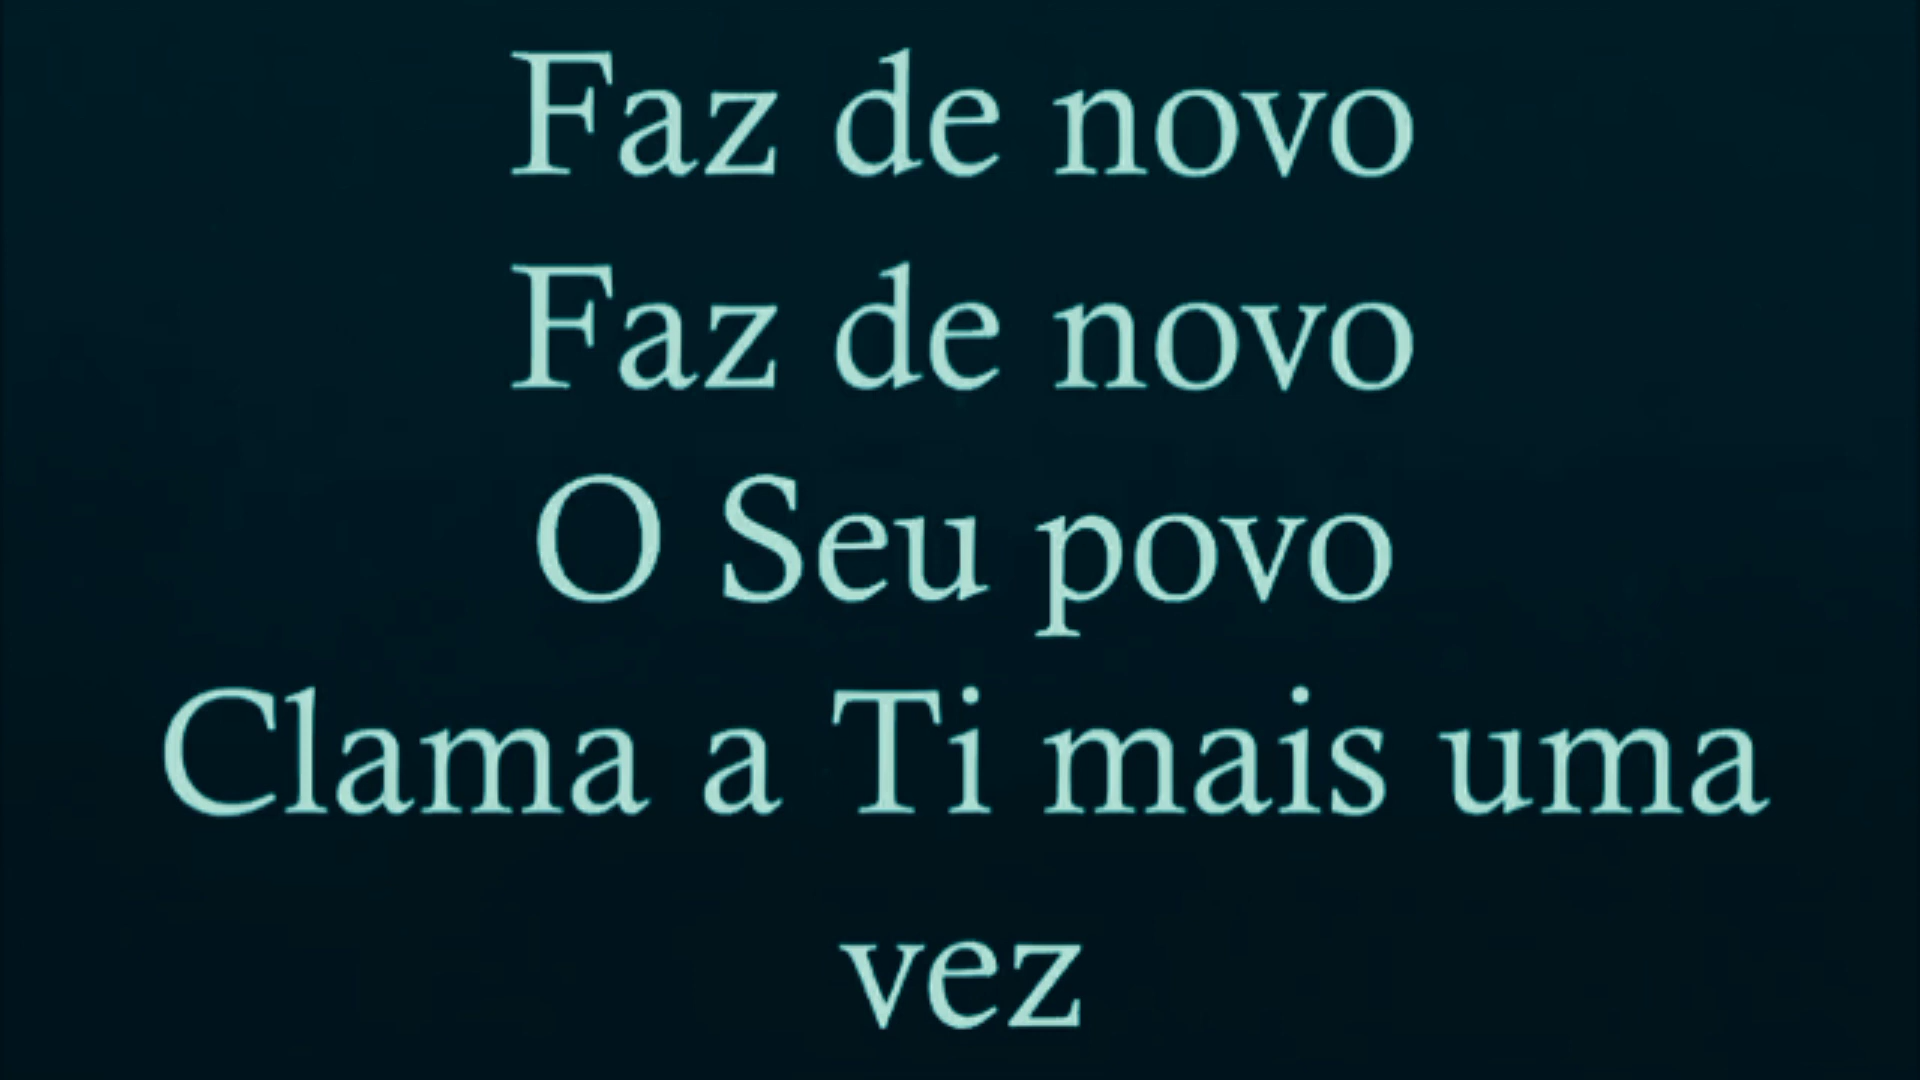 Faz de novo
Faz de novo
O Seu povo
Clama a Ti mais uma
vez